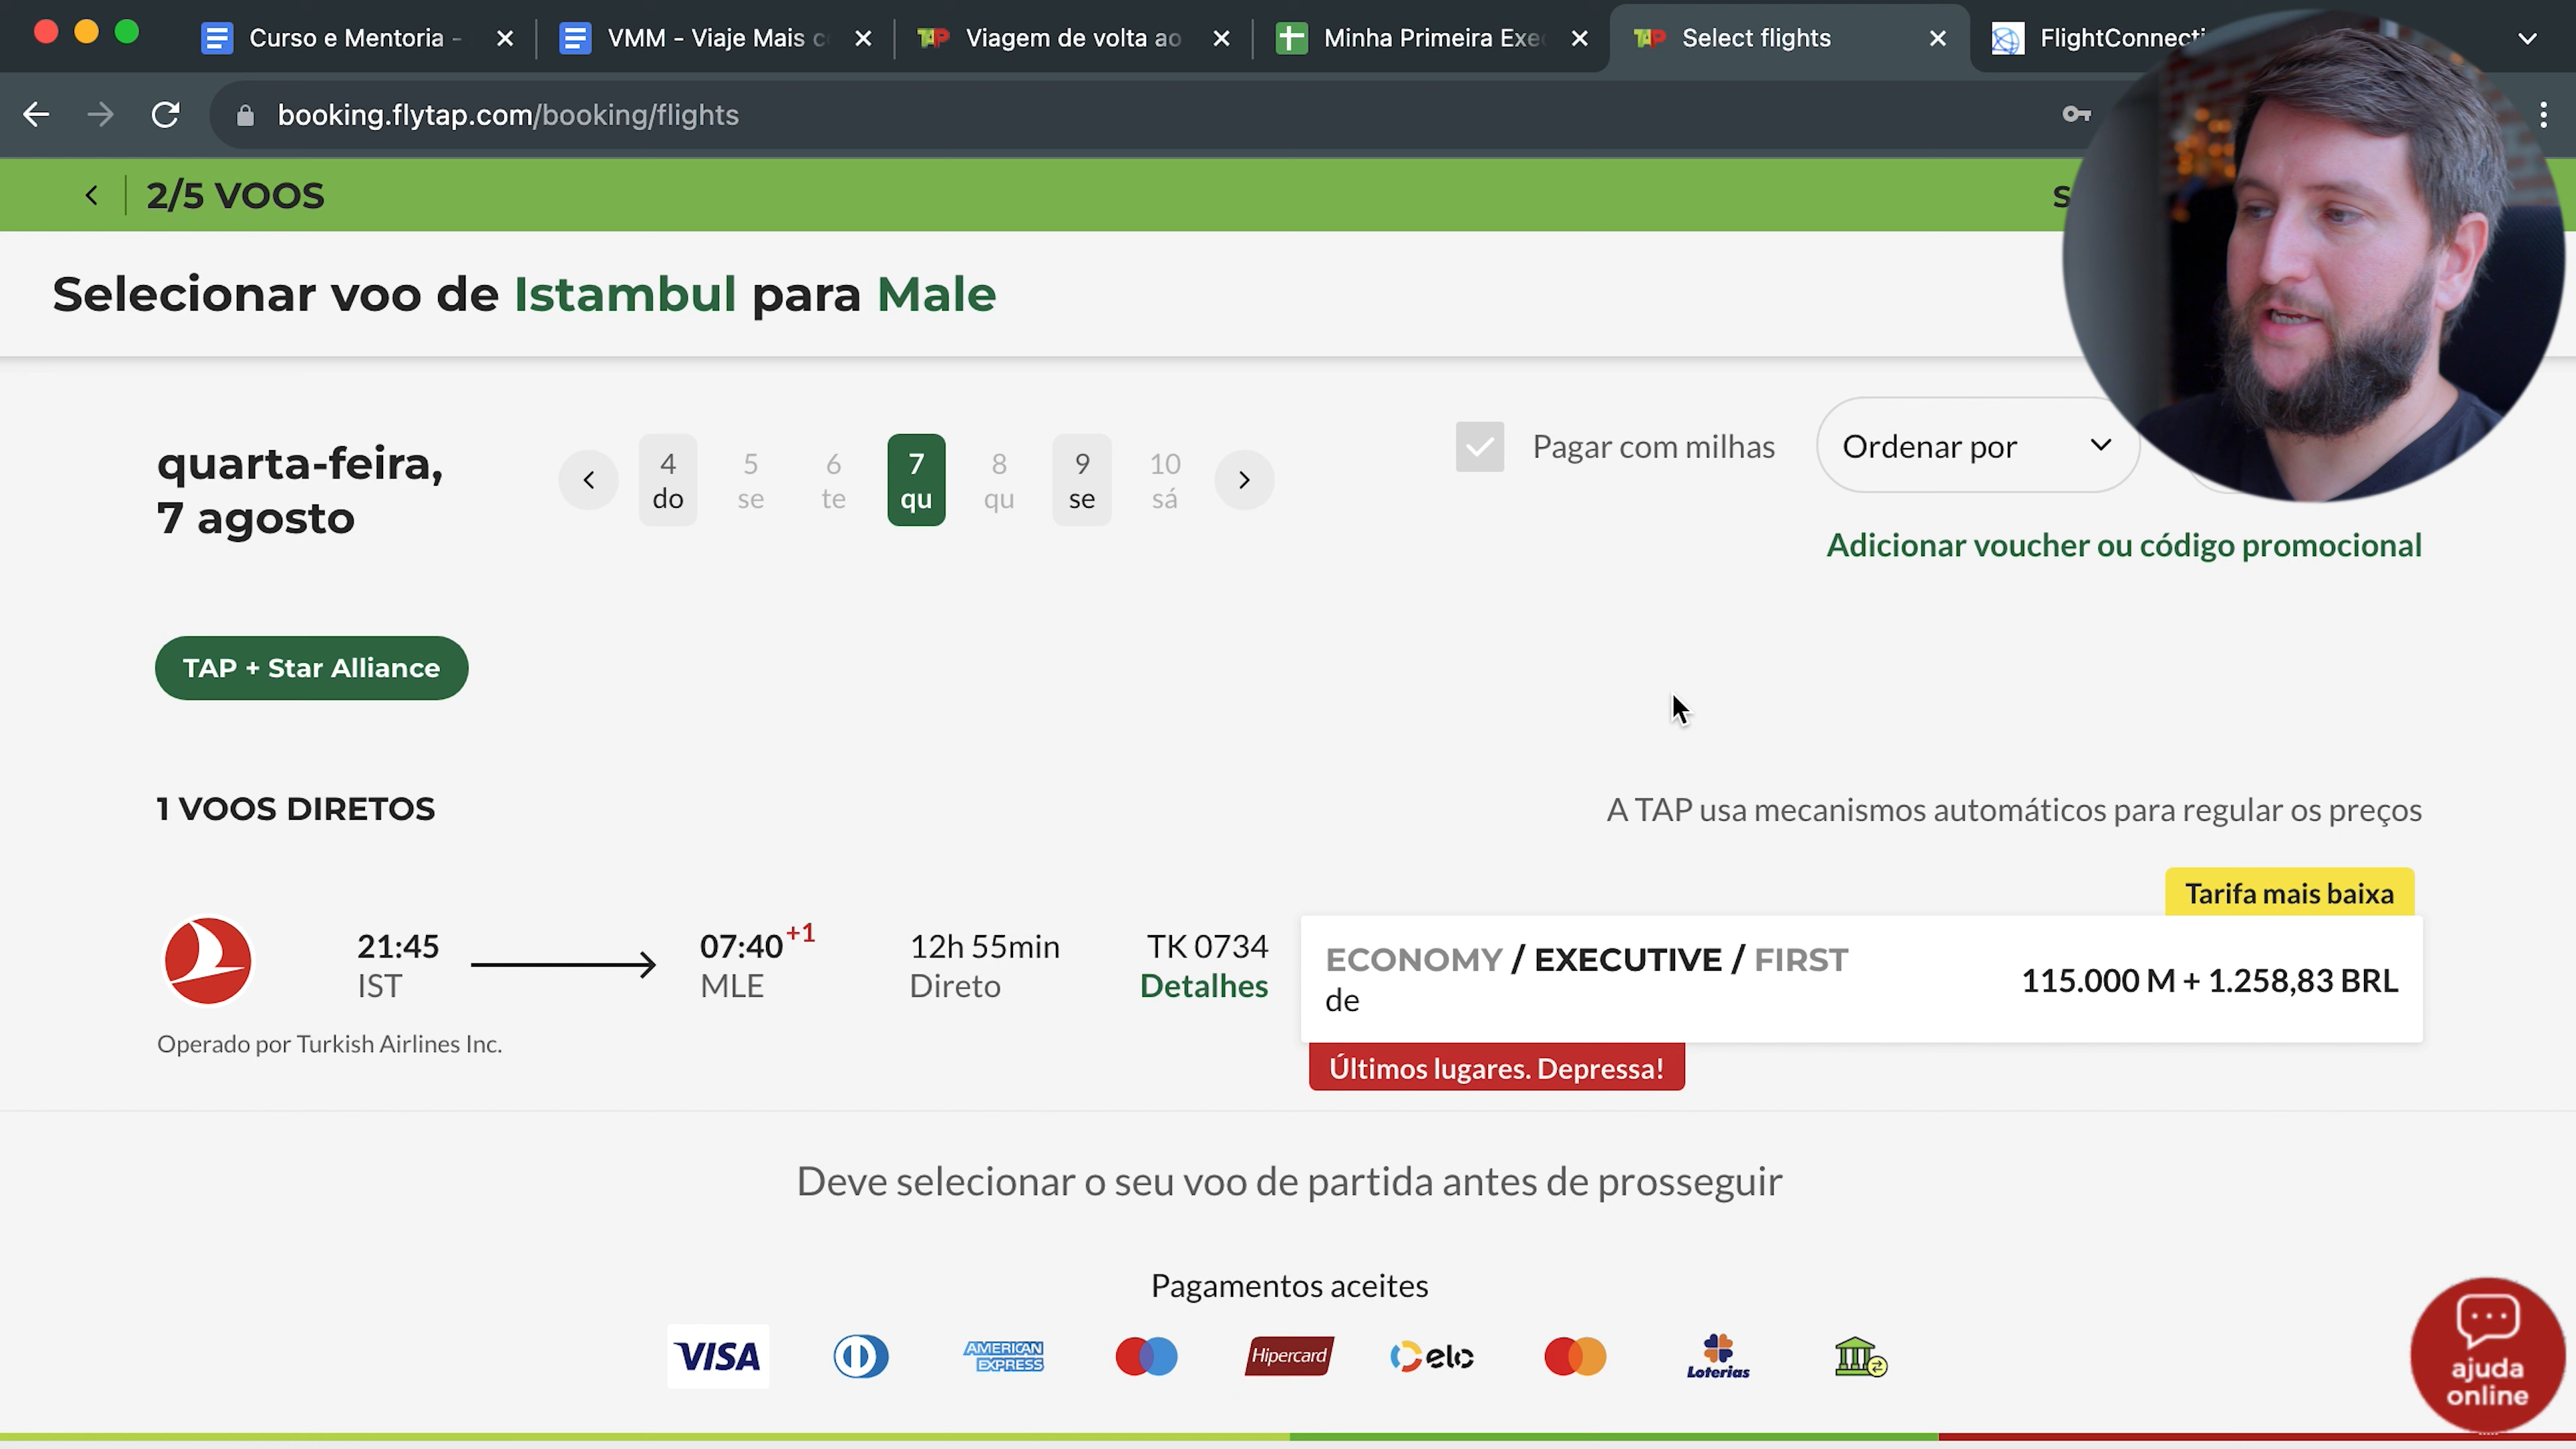 Curso e Mentoria -
VMM - Viaje Mais c
TAP Viagem de volta ao
Minha Primeira Exe
TAP Select flights
FlightConnecti
booking.flytap.com/booking/flights
2/5 VOOS
S
Selecionar voo de Istambul para Male
quarta-feira,
7 agosto
4 5 6 7 8 9 10
do se te qu qu se sá
Pagar com milhas
Ordenar por
Adicionar voucher ou código promocional
TAP + Star Alliance
1 VOOS DIRETOS
A TAP usa mecanismos automáticos para regular os preços
Tarifa mais baixa
21:45
IST
07:40 +1
MLE
12h 55min
Direto
TK 0734
Detalhes
ECONOMY / EXECUTIVE / FIRST
de
115.000 M + 1.258,83 BRL
Operado por Turkish Airlines Inc.
Últimos lugares. Depressa!
Deve selecionar o seu voo de partida antes de prosseguir
Pagamentos aceites
VISA
AMERICAN
EXPRESS
Hipercard
elo
Loterias
ajuda
online